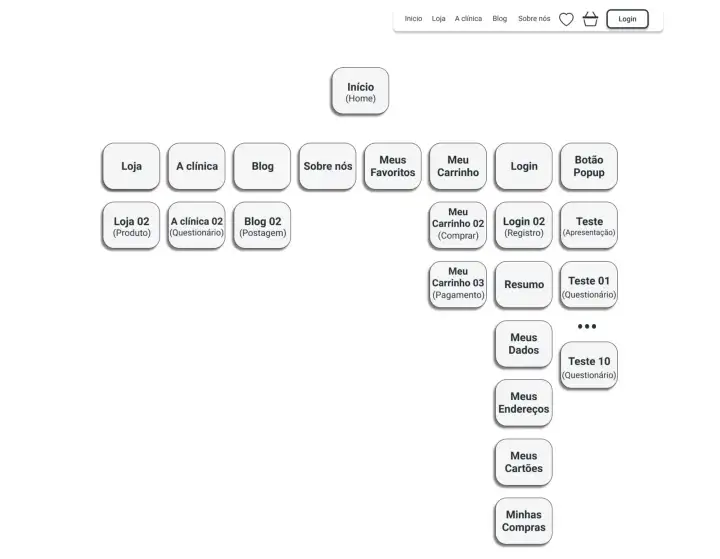 Inicio Loja A clínica Blog Sobre nós Login
Início
(Home)
Loja
A clínica
Blog
Sobre nós
Meus
Favoritos
Meu
Carrinho
Login
Botão
Popup
Loja 02
(Produto)
A clínica 02
(Questionário)
Blog 02
(Postagem)
Meu
Carrinho 02
(Comprar)
Login 02
(Registro)
Teste
(Apresentação)
Meu
Carrinho 03
(Pagamento)
Resumo
Teste 01
(Questionário)
•••
Meus
Dados
Teste 10
(Questionário)
Meus
Endereços
Meus
Cartões
Minhas
Compras